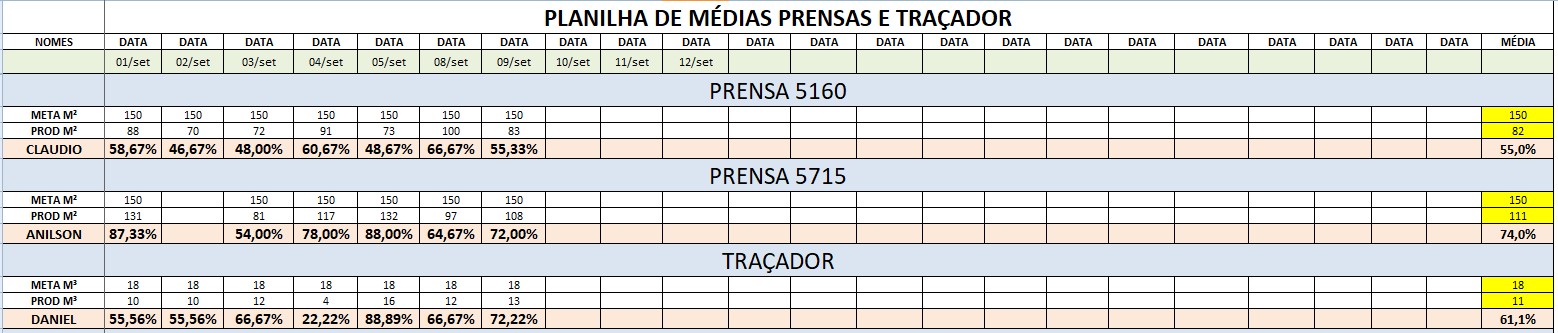 PLANILHA DE MÉDIAS PRENSAS E TRAÇADOR
NOMES DATA DATA DATA DATA DATA DATA DATA DATA DATA DATA DATA DATA DATA DATA DATA DATA DATA DATA DATA DATA DATA DATA MÉDIA
01/set 02/set 03/set 04/set 05/set 08/set 09/set 10/set 11/set 12/set
PRENSA 5160
META M² 150 150 150 150 150 150 150 150
PROD M² 88 70 72 91 73 100 83 82
CLAUDIO 58,67% 46,67% 48,00% 60,67% 48,67% 66,67% 55,33% 55,0%
PRENSA 5715
META M² 150 150 150 150 150 150 150
PROD M² 131 81 117 132 97 108 111
ANILSON 87,33% 54,00% 78,00% 88,00% 64,67% 72,00% 74,0%
TRAÇADOR
META M³ 18 18 18 18 18 18 18 18
PROD M³ 10 10 12 4 16 12 13 11
DANIEL 55,56% 55,56% 66,67% 22,22% 88,89% 66,67% 72,22% 61,1%